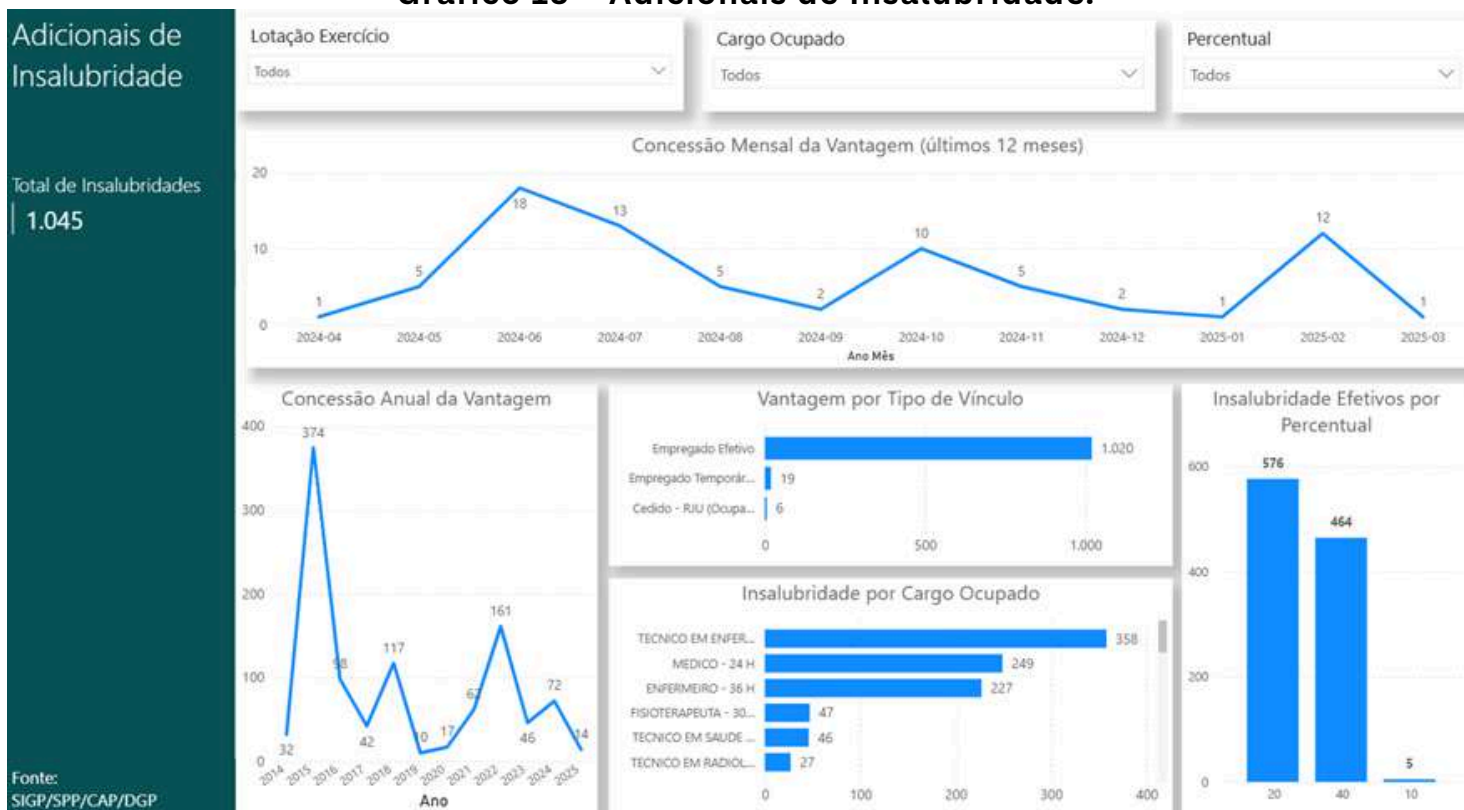 Gráfico 18 – Adicionais de Insalubridade.
Adicionais de
Insalubridade
Total de Insalubridades
1.045
Fonte:
SIGP/SPP/CAP/DGP
Lotação Exercício
Todos
Cargo Ocupado
Todos
Percentual
Todos
Concessão Mensal da Vantagem (últimos 12 meses)
20
10
0
1
5
18
13
5
2
10
5
2
1
12
1
2024-04
2024-05
2024-06
2024-07
2024-08
2024-09
2024-10
2024-11
2024-12
2025-01
2025-02
2025-03
Ano Mês
Concessão Anual da Vantagem
400
300
200
100
0
32
374
98
42
117
10
17
62
161
46
72
14
2014
2015
2016
2017
2018
2019
2020
2021
2022
2023
2024
2025
Ano
Vantagem por Tipo de Vínculo
Empregado Efetivo
1.020
Empregado Temporár...
19
Cedido - RJU (Ocupa...
6
0
500
1.000
Insalubridade por Cargo Ocupado
TECNICO EM ENFER...
358
MEDICO - 24 H
249
ENFERMEIRO - 36 H
227
FISIOTERAPEUTA - 30...
47
TECNICO EM SAUDE ...
46
TECNICO EM RADIOL...
27
0
100
200
300
400
Insalubridade Efetivos por
Percentual
600
400
200
0
576
464
5
20
40
10